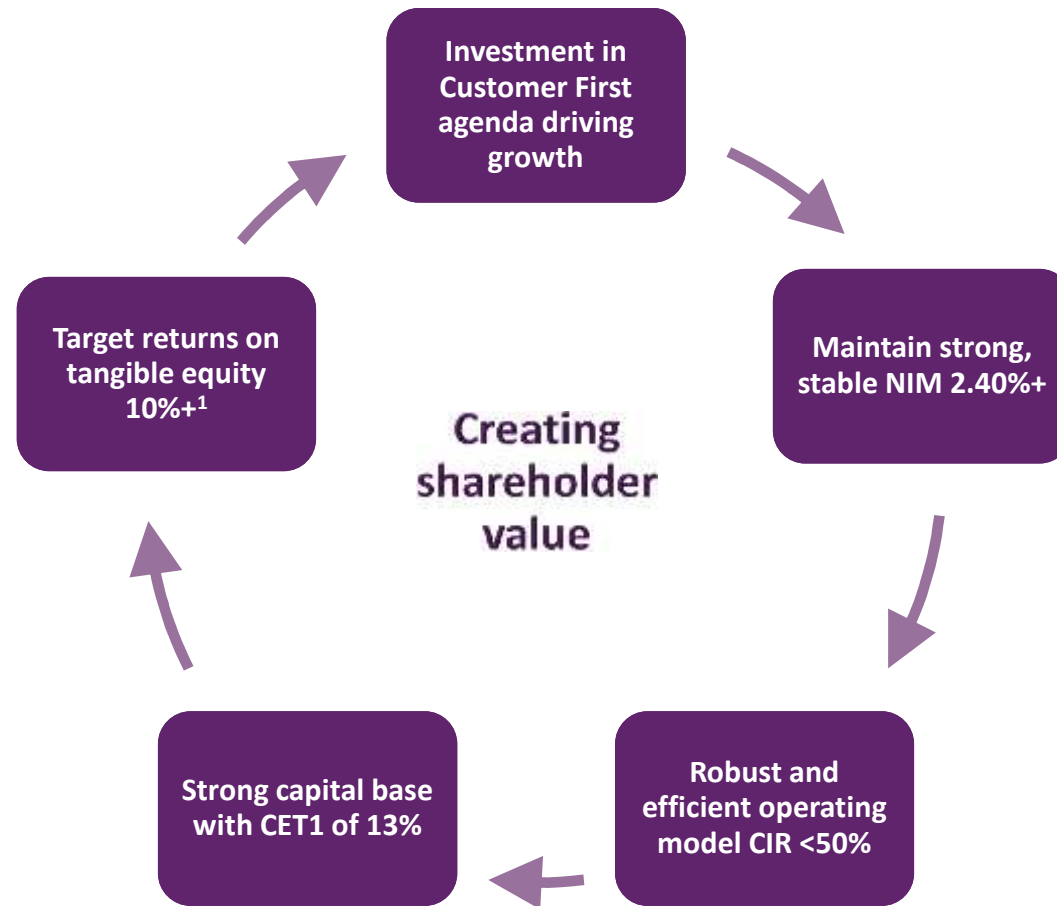 Investment in
Customer First
agenda driving
growth
Maintain strong,
stable NIM 2.40%+
Robust and
efficient operating
model CIR <50%
Strong capital base
with CET1 of 13%
Target returns on
tangible equity
10%+¹
Creating
shareholder
value